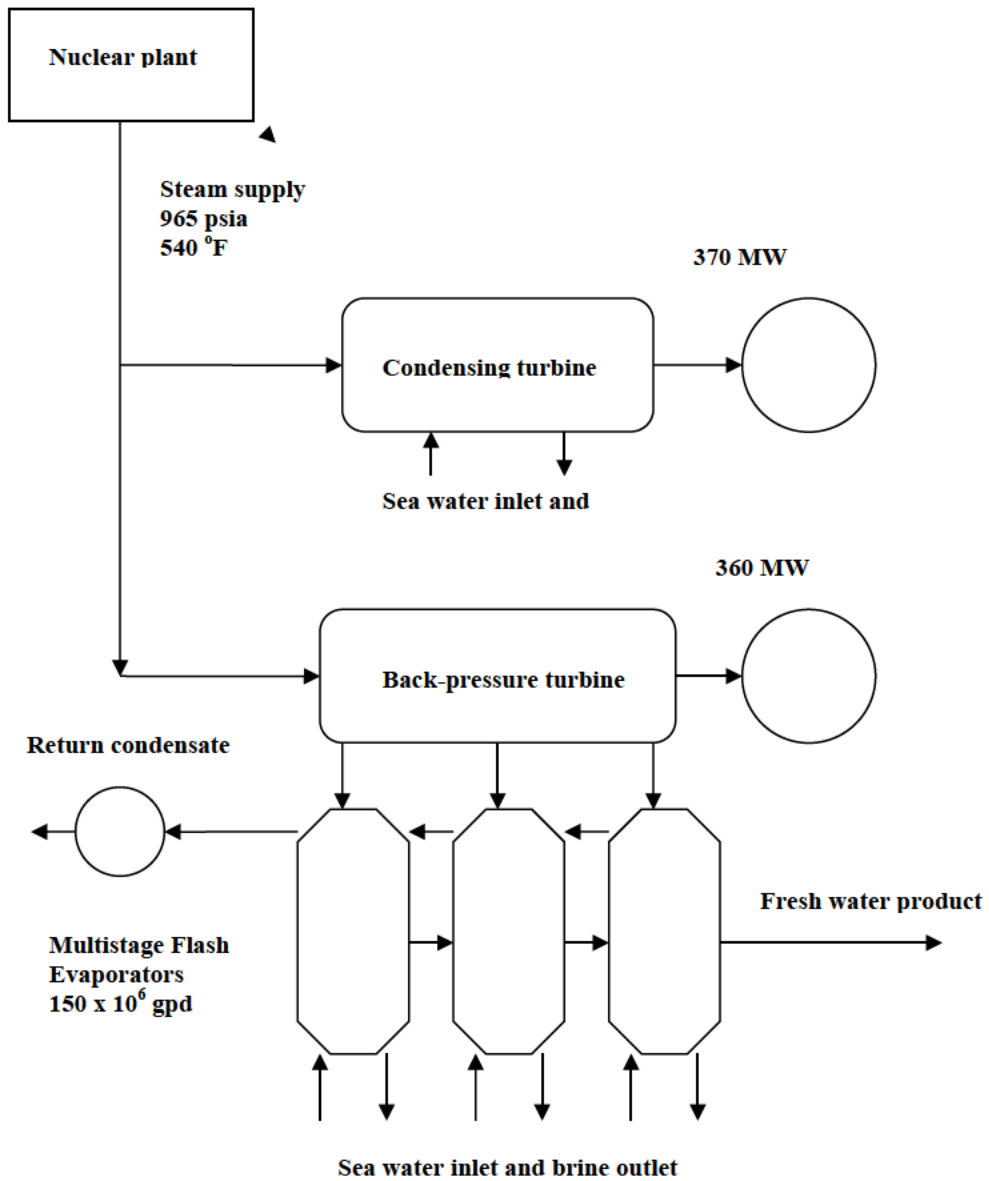 Nuclear plant
Steam supply
965 psia
540 °F
370 MW
Condensing turbine
Sea water inlet and
360 MW
Back-pressure turbine
Return condensate
Fresh water product
Multistage Flash
Evaporators
150 x 10⁶ gpd
Sea water inlet and brine outlet